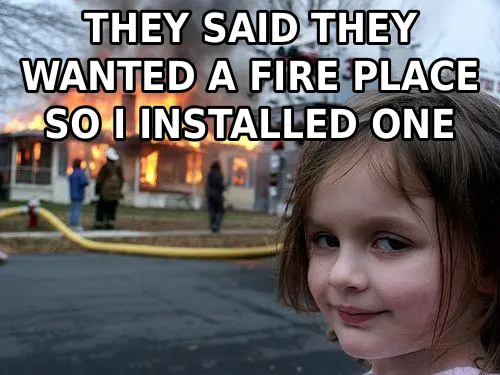 THEY SAID THEY
WANTED A FIRE PLACE
SO I INSTALLED ONE